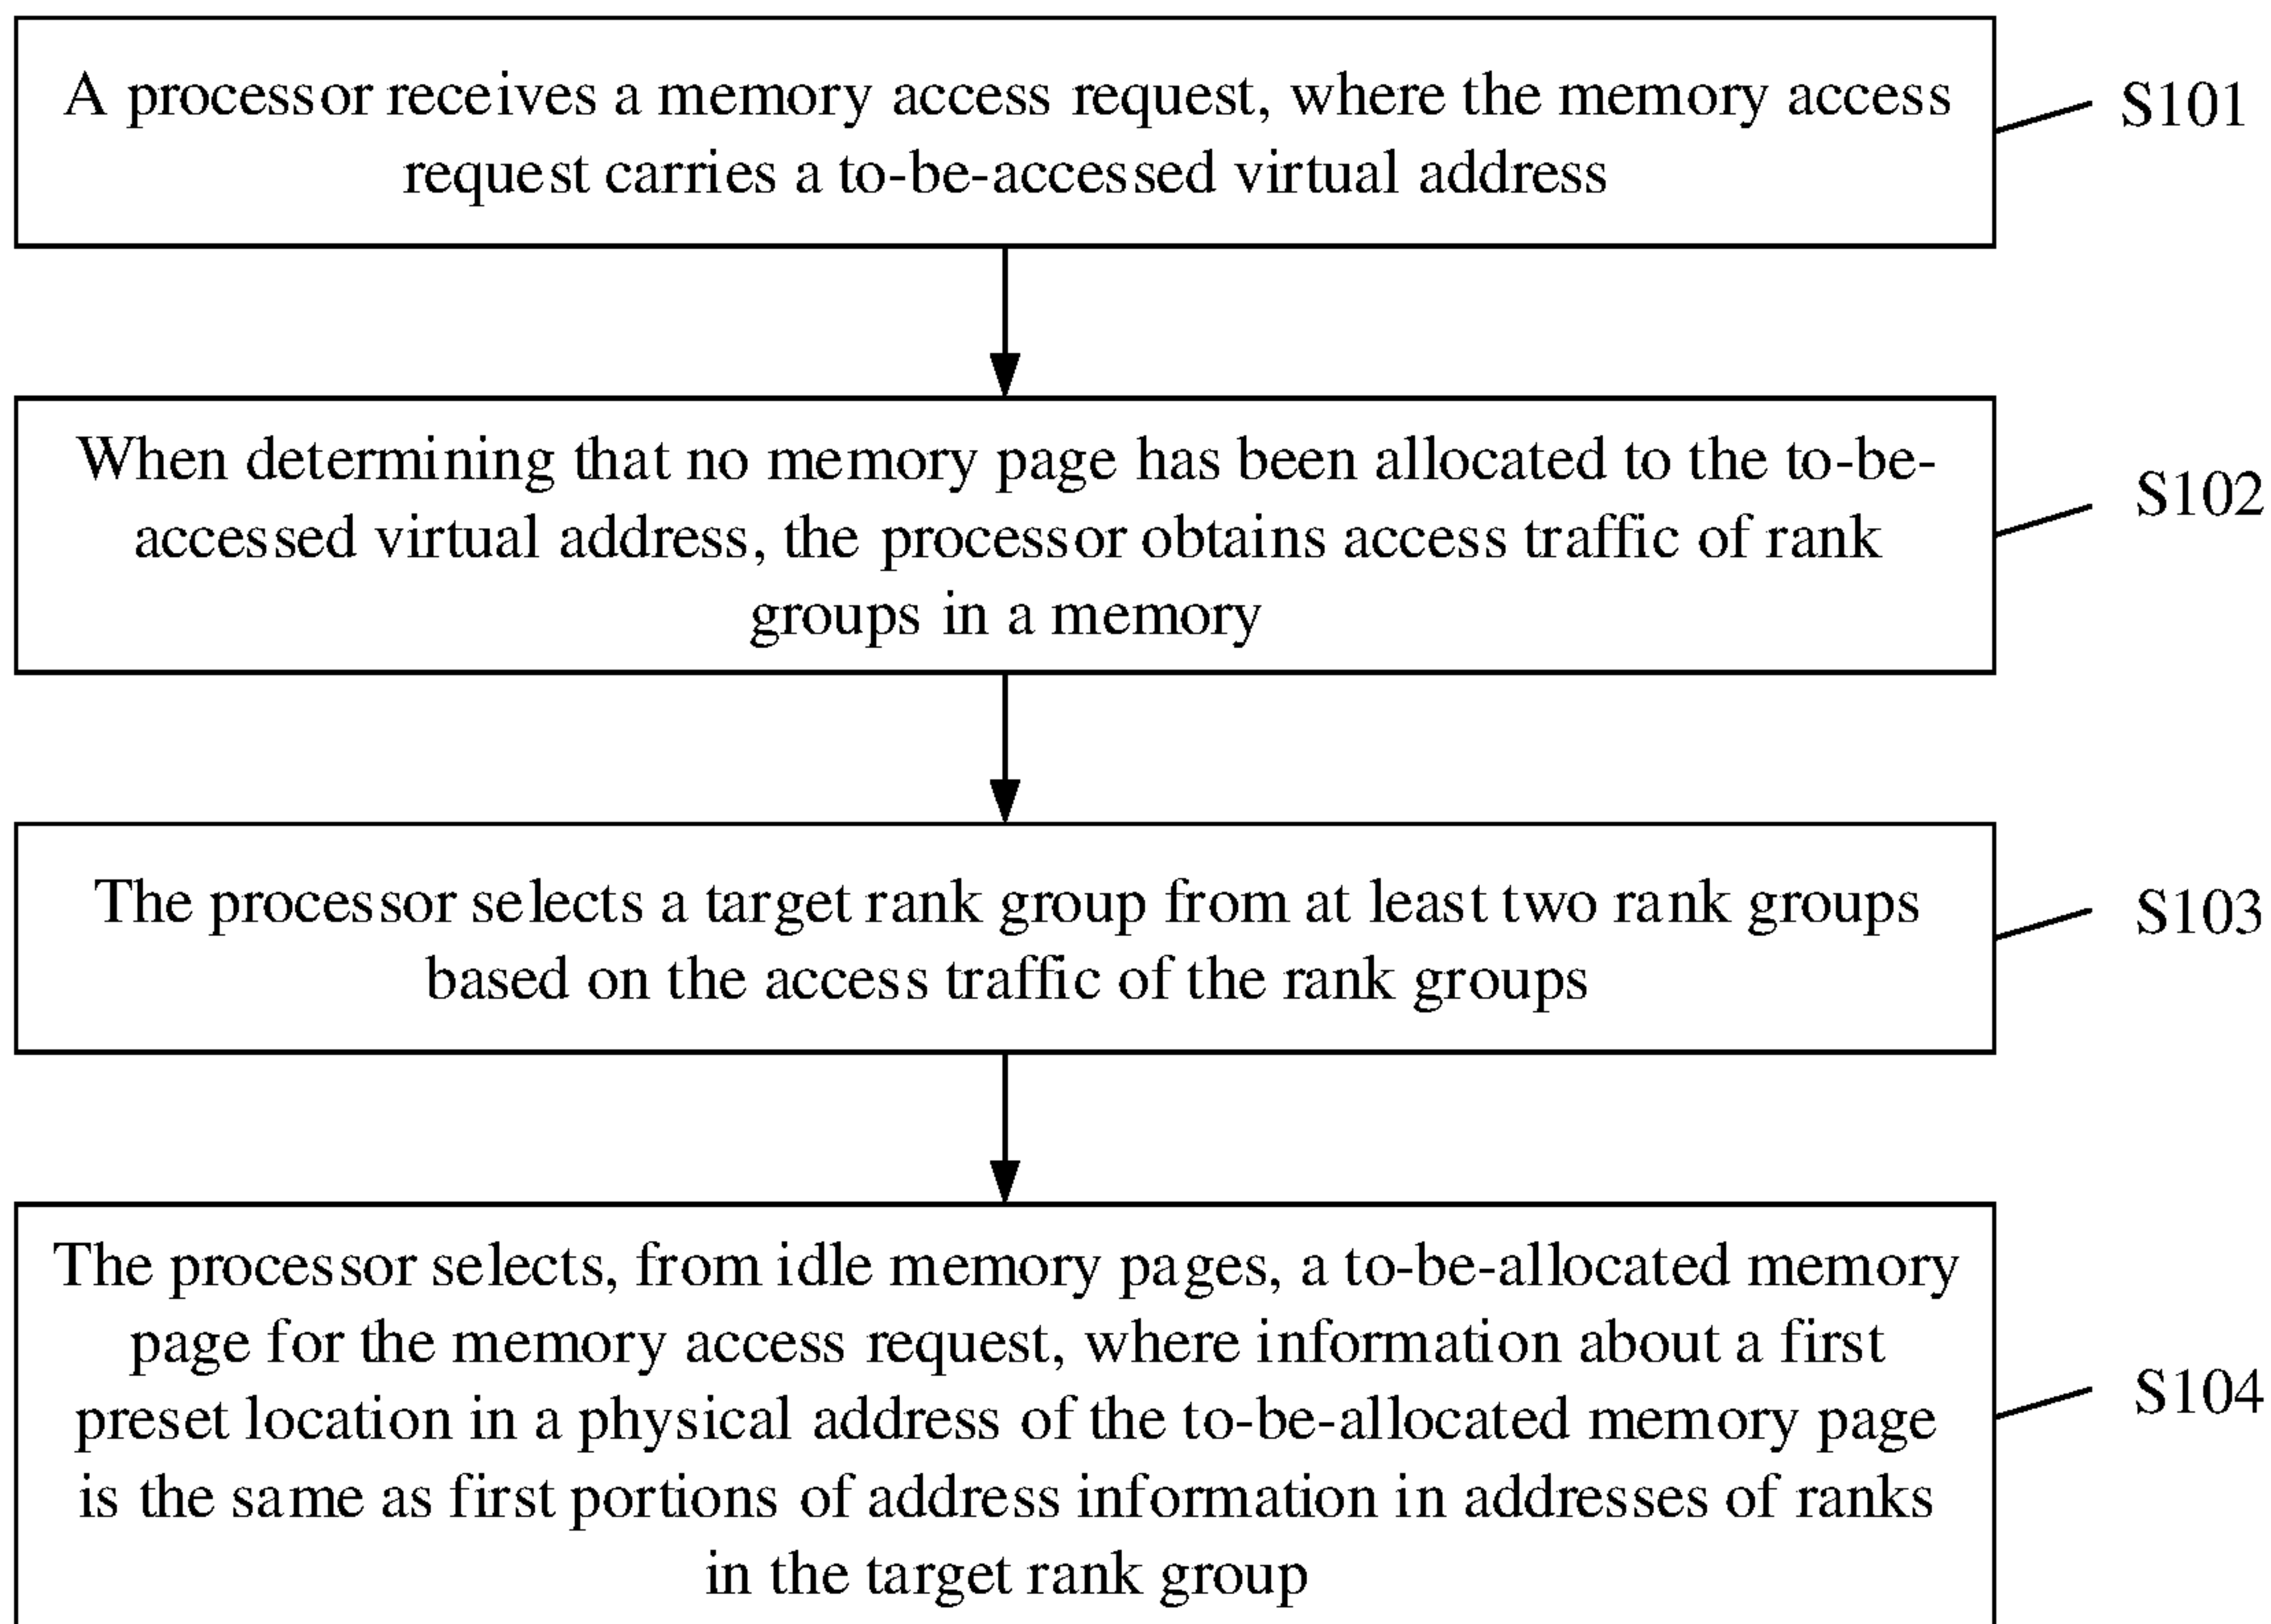 A processor receives a memory access request, where the memory access
request carries a to-be-accessed virtual address
S101
When determining that no memory page has been allocated to the to-be-
accessed virtual address, the processor obtains access traffic of rank
groups in a memory
S102
The processor selects a target rank group from at least two rank groups
based on the access traffic of the rank groups
S103
The processor selects, from idle memory pages, a to-be-allocated memory
page for the memory access request, where information about a first
preset location in a physical address of the to-be-allocated memory page
is the same as first portions of address information in addresses of ranks
in the target rank group
S104